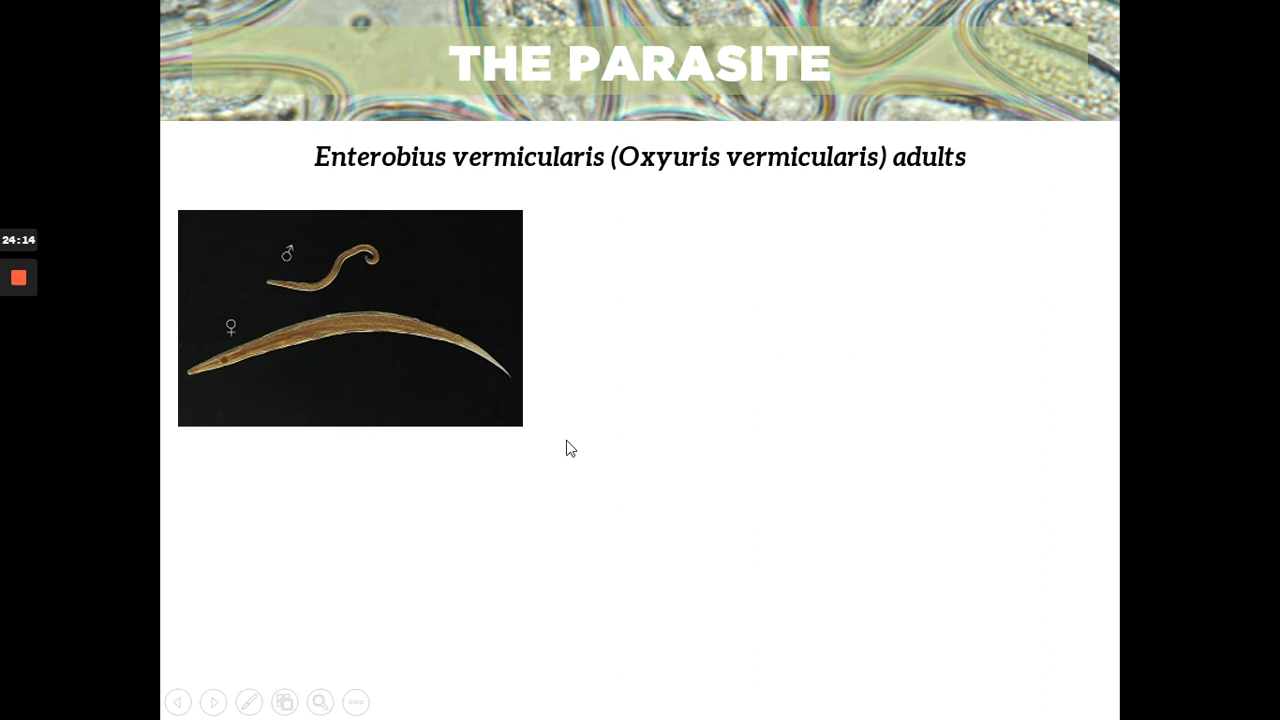 THE PARASITE
Enterobius vermicularis (Oxyuris vermicularis) adults
24:14
♂
♀